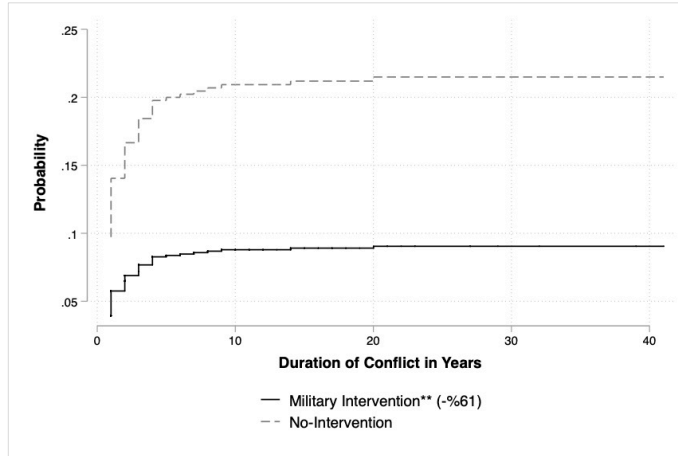 .25
.2
.15
.1
.05
Probability
0
10
20
30
40
Duration of Conflict in Years
Military Intervention** (-%61)
No-Intervention